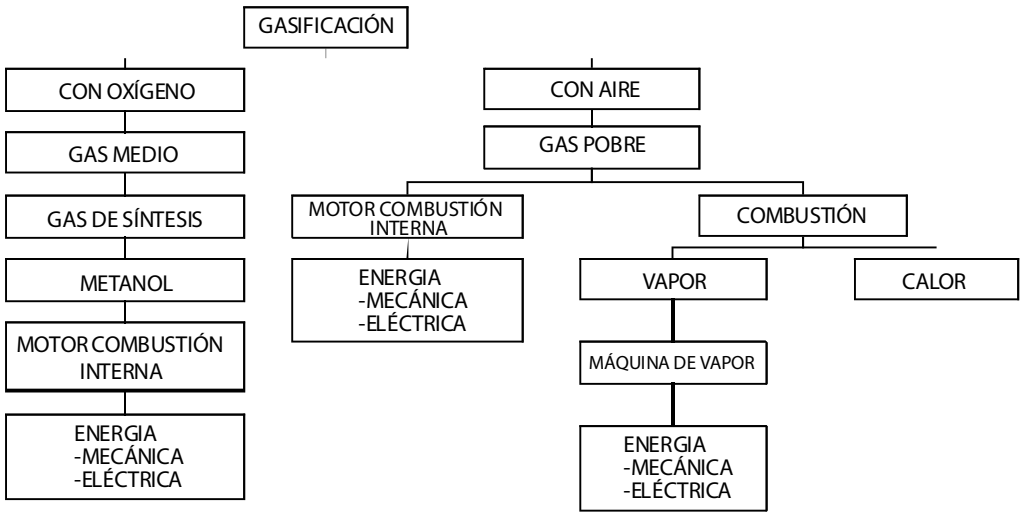 GASIFICACIÓN
CON OXÍGENO
GAS MEDIO
GAS DE SÍNTESIS
METANOL
MOTOR COMBUSTIÓN
INTERNA
ENERGIA
-MECÁNICA
-ELÉCTRICA
CON AIRE
GAS POBRE
MOTOR COMBUSTIÓN
INTERNA
ENERGIA
-MECÁNICA
-ELÉCTRICA
COMBUSTIÓN
VAPOR
MÁQUINA DE VAPOR
ENERGIA
-MECÁNICA
-ELÉCTRICA
CALOR